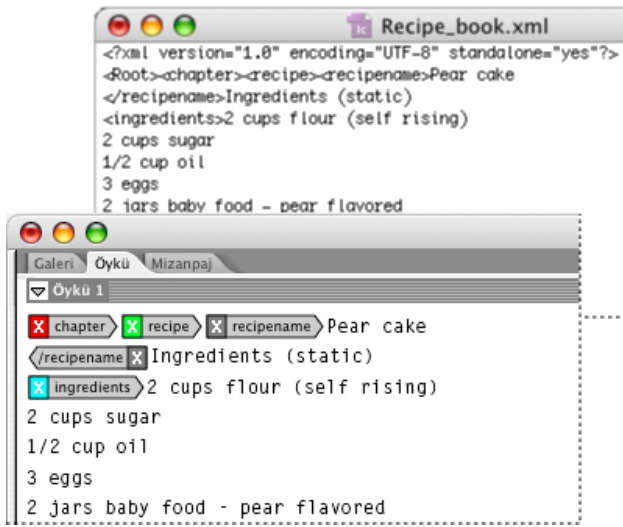 Recipe_book.xml
<?xml version="1.0" encoding="UTF-8" standalone="yes"?>
<Root><chapter><recipe><recipename>Pear cake
</recipename>Ingredients (static)
<ingredients>2 cups flour (self rising)
2 cups sugar
1/2 cup oil
3 eggs
2 jars baby food – pear flavored
Galeri Öykü Mizanpaj
Öykü 1
chapter recipe recipename Pear cake
/recipename Ingredients (static)
ingredients 2 cups flour (self rising)
2 cups sugar
1/2 cup oil
3 eggs
2 jars baby food - pear flavored